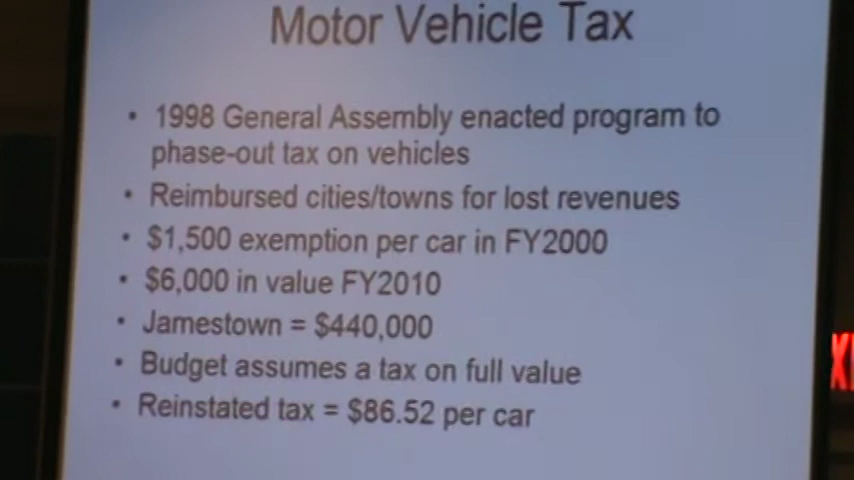 Motor Vehicle Tax
• 1998 General Assembly enacted program to
phase-out tax on vehicles
• Reimbursed cities/towns for lost revenues
• $1,500 exemption per car in FY2000
• $6,000 in value FY2010
• Jamestown = $440,000
• Budget assumes a tax on full value
• Reinstated tax = $86.52 per car